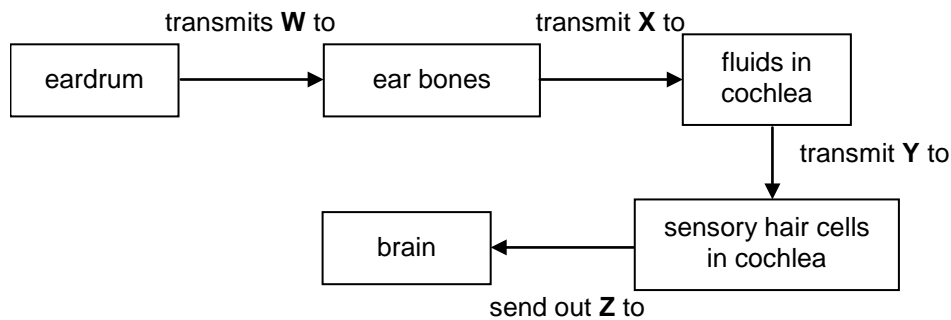 transmits W to
transmit X to
eardrum
ear bones
fluids in
cochlea
transmit Y to
sensory hair cells
in cochlea
brain
send out Z to